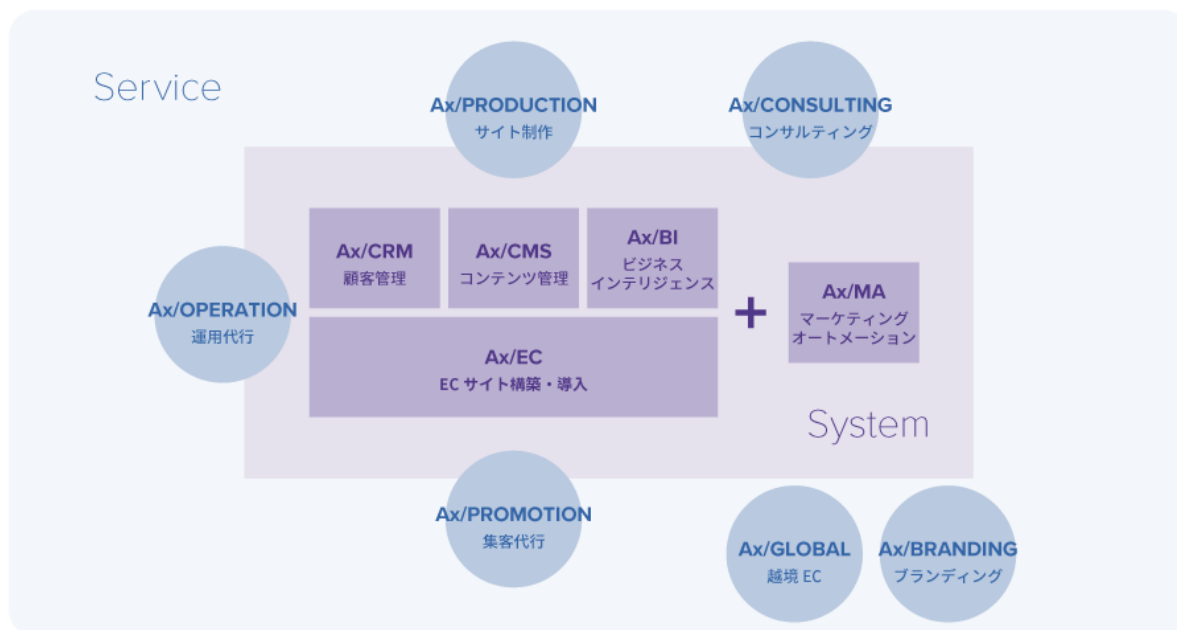 Service
Ax/PRODUCTION
サイト制作
Ax/CONSULTING
コンサルティング
Ax/CRM
顧客管理
Ax/CMS
コンテンツ管理
Ax/BI
ビジネス
インテリジェンス
Ax/MA
マーケティング
オートメーション
+
Ax/OPERATION
運用代行
Ax/EC
EC サイト構築・導入
System
Ax/PROMOTION
集客代行
Ax/GLOBAL
越境 EC
Ax/BRANDING
ブランディング